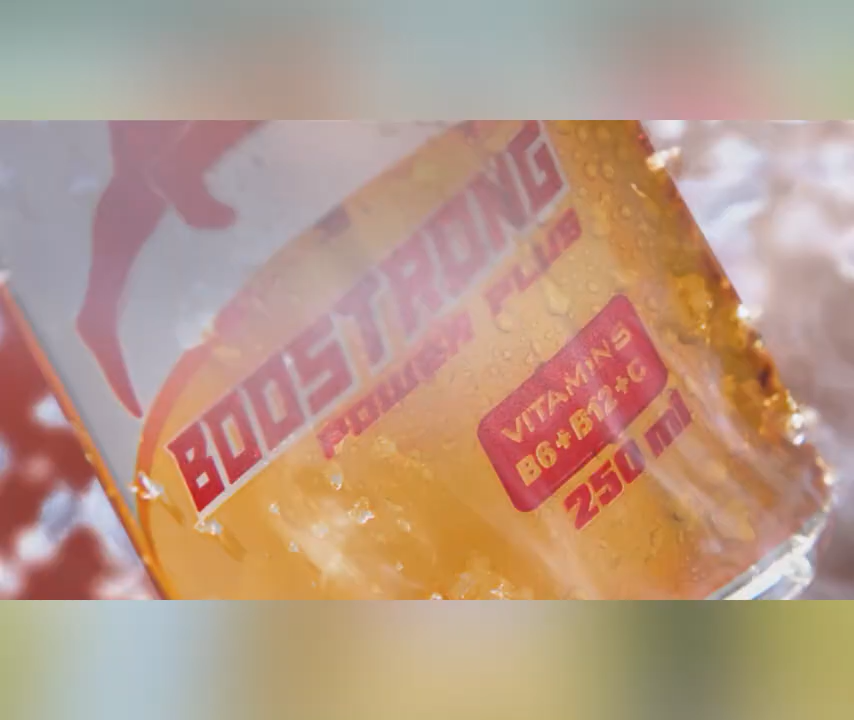 BOOSTRONG
POWER PLUS
VITAMINS
B6+B12+C
250 ml